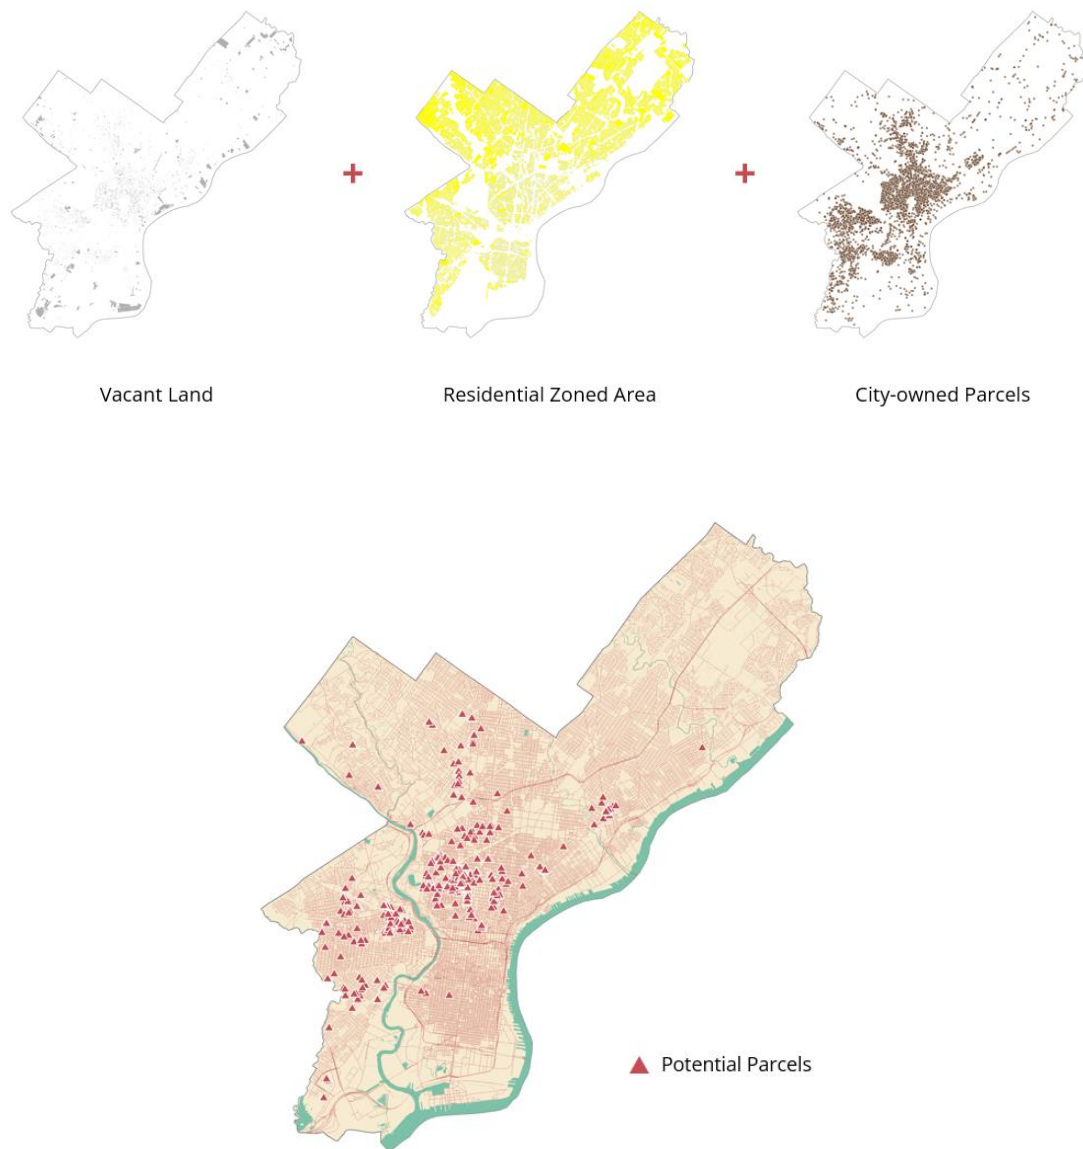 Vacant Land
Residential Zoned Area
City-owned Parcels
Potential Parcels